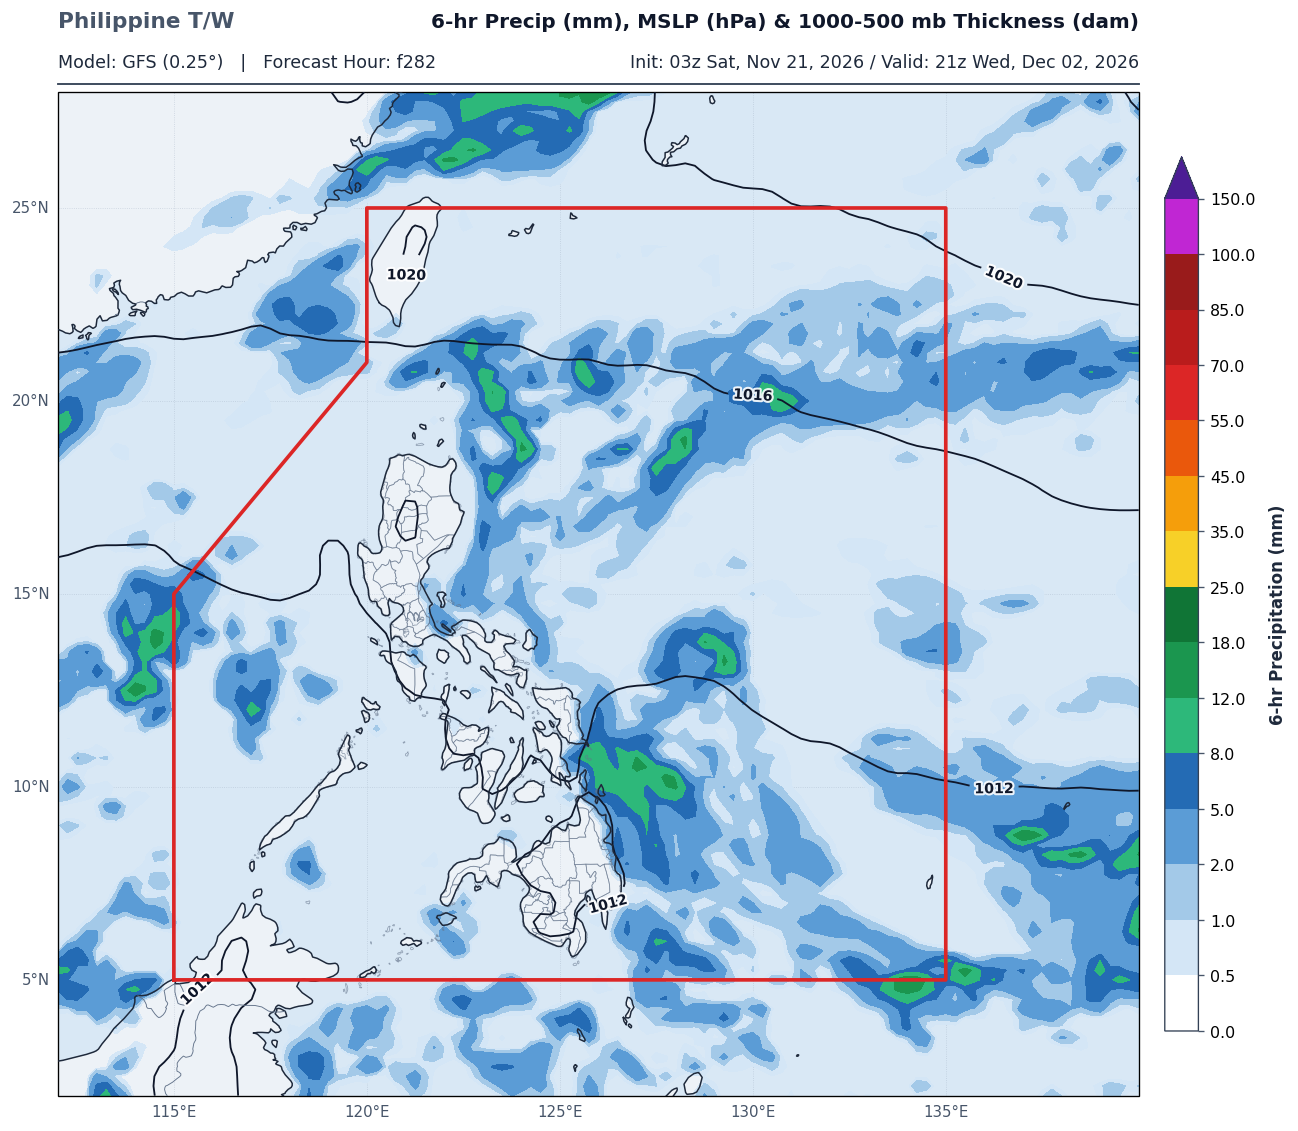 Philippine T/W
6-hr Precip (mm), MSLP (hPa) & 1000-500 mb Thickness (dam)
Model: GFS (0.25°) | Forecast Hour: f282
Init: 03z Sat, Nov 21, 2026 / Valid: 21z Wed, Dec 02, 2026
25°N
20°N
15°N
10°N
5°N
115°E
120°E
125°E
130°E
135°E
1020
1020
1016
1012
1012
1012
150.0
100.0
85.0
70.0
55.0
45.0
35.0
25.0
18.0
12.0
8.0
5.0
2.0
1.0
0.5
0.0
6-hr Precipitation (mm)